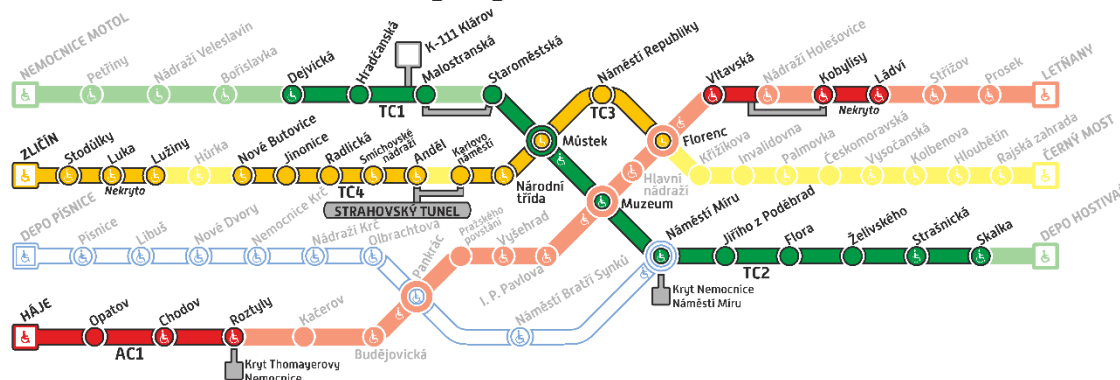 NEMOCNICE MOTOL
Petřiny
Nádraží Veleslavín
Bořislavka
Dejvická
Hradčanská
K-111 Klárov
Malostranská
Staroměstská
TC1
Náměstí Republiky
TC3
Vltavská
Nádraží Holešovice
Kobylisy
Ládví
Nekryto
Střížov
Prosek
LETŇANY
ZLIČÍN
Stodůlky
Luka
Lužiny
Nekryto
Hůrka
Nové Butovice
Jinonice
Radlická
Smíchovské
nádraží
Anděl
Karlovo
náměstí
TC4
STRAHOVSKÝ TUNEL
Národní
třída
Můstek
Florenc
Hlavní
nádraží
Muzeum
Křižíkova
Invalidovna
Palmovka
Českomoravská
Vysočanská
Kolbenova
Hloubětín
Rajská zahrada
ČERNÝ MOST
DEPO PÍSNICE
Písnice
Libuš
Nové Dvory
Nemocnice Krč
Nádraží Krč
Olbrachtova
Pankrác
Pražského
povstání
Vyšehrad
I. P. Pavlova
Náměstí Bratří Synků
Náměstí Míru
Jiřího z Poděbrad
Flora
Želivského
Strašnická
Skalka
DEPO HOSTIVAŘ
TC2
Kryt Nemocnice
Náměstí Míru
HÁJE
Opatov
Chodov
Roztyly
Kačerov
Budějovická
AC1
Kryt Thomayerovy
Nemocnice